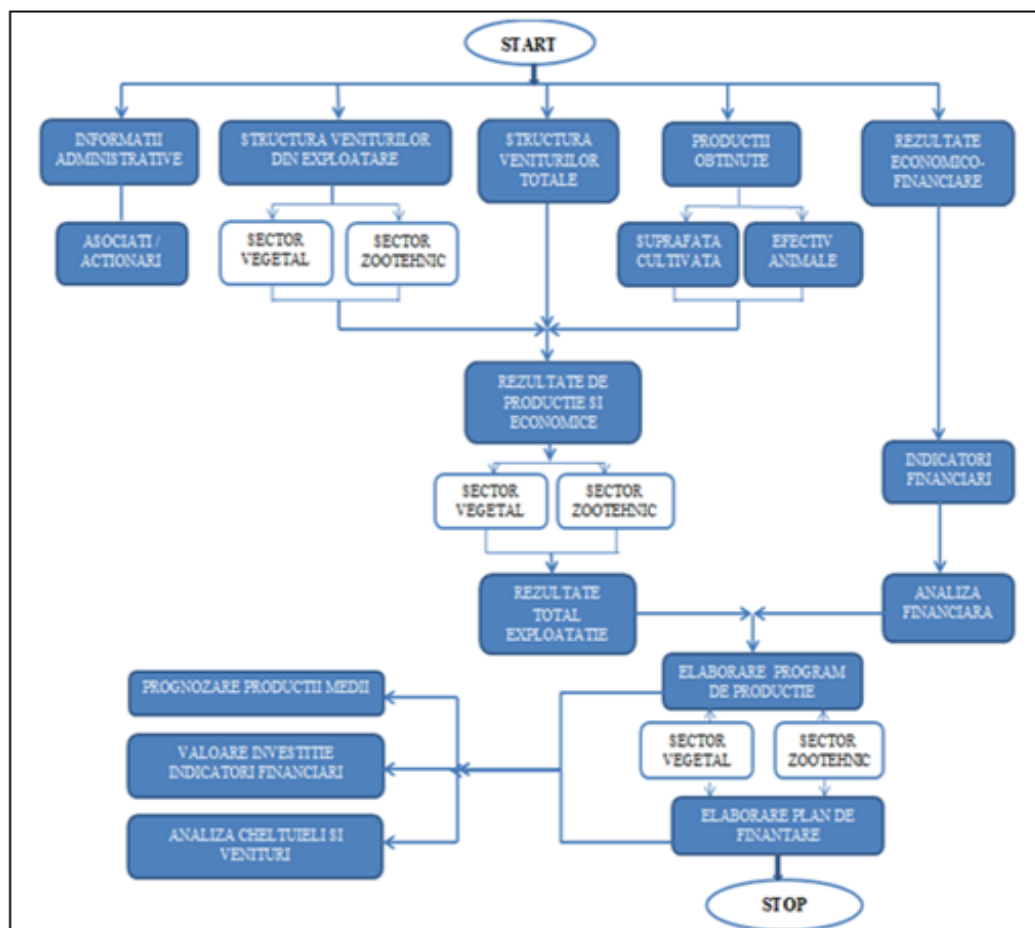 START
INFORMATII
ADMINISTRATIVE
STRUCTURA VENITURILOR
DIN EXPLOATARE
STRUCTURA
VENITURILOR
TOTALE
PRODUCTII
OBTINUTE
REZULTATE
ECONOMICO-
FINANCIARE
ASOCIATI /
ACTIONARI
SECTOR
VEGETAL
SECTOR
ZOOTEHNIC
SUPRAFATA
CULTIVATA
EFECTIV
ANIMALE
REZULTATE DE
PRODUCTIE SI
ECONOMICE
INDICATORI
FINANCIARI
SECTOR
VEGETAL
SECTOR
ZOOTEHNIC
REZULTATE
TOTAL
EXPLOATATIE
ANALIZA
FINANCIARA
ELABORARE PROGRAM
DE PRODUCTIE
PROGNOZARE PRODUCTII MEDII
SECTOR
VEGETAL
SECTOR
ZOOTEHNIC
VALOARE INVESTITIE
INDICATORI FINANCIARI
ELABORARE PLAN DE
FINANTARE
ANALIZA CHELTUIELI SI
VENITURI
STOP